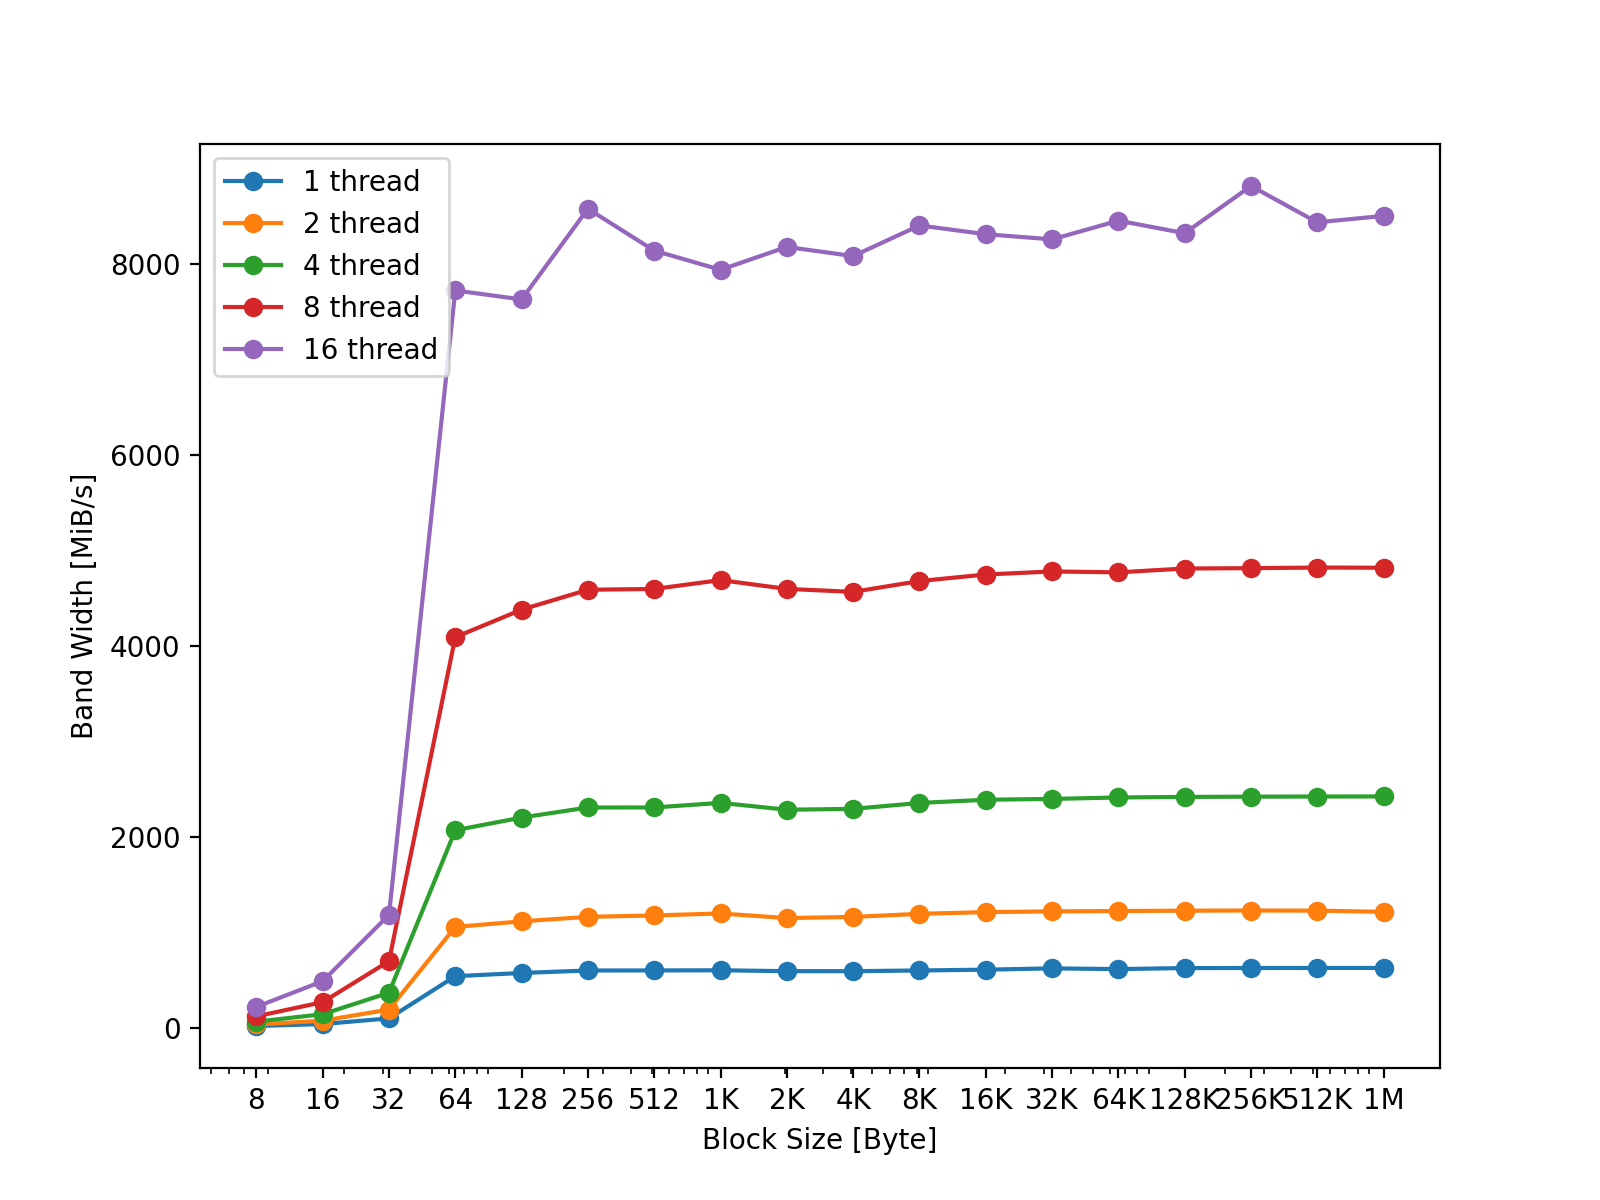 1 thread
2 thread
4 thread
8 thread
16 thread
8000
6000
4000
2000
0
Band Width [MiB/s]
8 16 32 64 128 256 512 1K 2K 4K 8K 16K 32K 64K 128K 256K 512K 1M
Block Size [Byte]